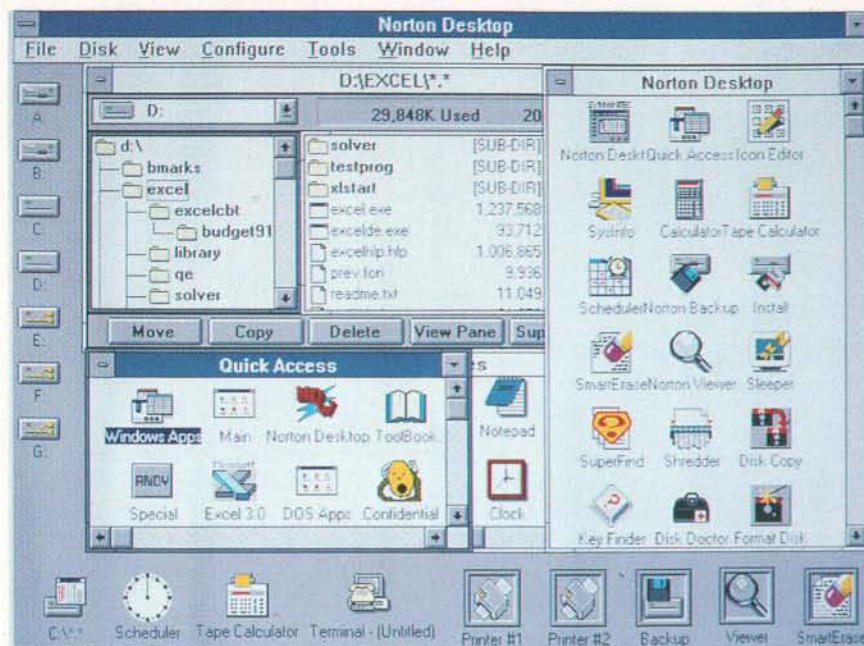 Norton Desktop
File Disk View Configure Tools Window Help
D:\EXCEL\*.*
D:
29,848K Used 20
d:\
bmarks
excel
excelcbt
budget91
library
qe
solver
solver [SUB-DIR]
testprog [SUB-DIR]
xlstart [SUB-DIR]
excel.exe 1,237,568
excelde.exe 93,712
excelhlp.hlp 1,006,865
prev.fon 9,936
readme.txt 11,049
Move Copy Delete View Pane Sup
A:
B:
C:
D:
E:
F:
G:
Quick Access
Windows Apps Main Norton Desktop ToolBook
ANDY
Microsoft
Special Excel 3.0 DOS Apps Confidential
es
Notepad
Clock
Norton Desktop
Norton Deskt Quick Access Icon Editor
SysInfo Calculator Tape Calculator
Scheduler Norton Backup Install
SmartErase Norton Viewer Sleeper
SuperFind Shredder Disk Copy
Key Finder Disk Doctor Format Disk
C:\*.* Scheduler Tape Calculator Terminal - (Untitled) Printer #1 Printer #2 Backup Viewer SmartErase